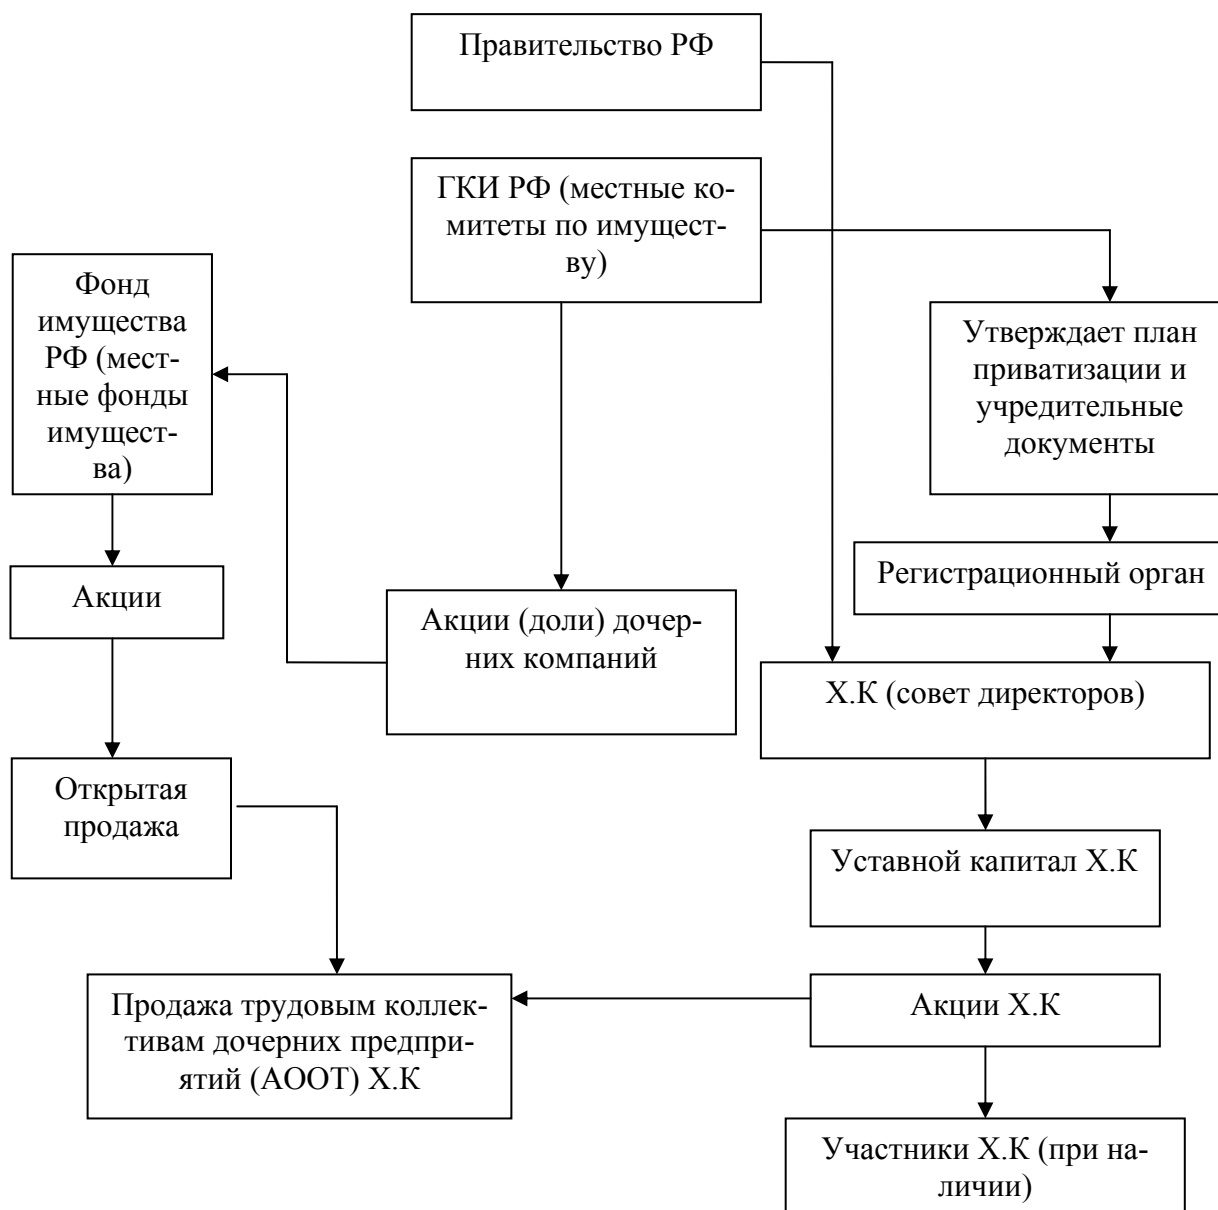 Правительство РФ
ГКИ РФ (местные ко-
митеты по имущест-
ву)
Фонд
имущества
РФ (мест-
ные фонды
имущест-
ва)
Утверждает план
приватизации и
учредительные
документы
Регистрационный орган
Акции
Акции (доли) дочер-
них компаний
Х.К (совет директоров)
Открытая
продажа
Уставной капитал Х.К
Продажа трудовым коллек-
тивам дочерних предпри-
ятий (АООТ) Х.К
Акции Х.К
Участники Х.К (при на-
личии)